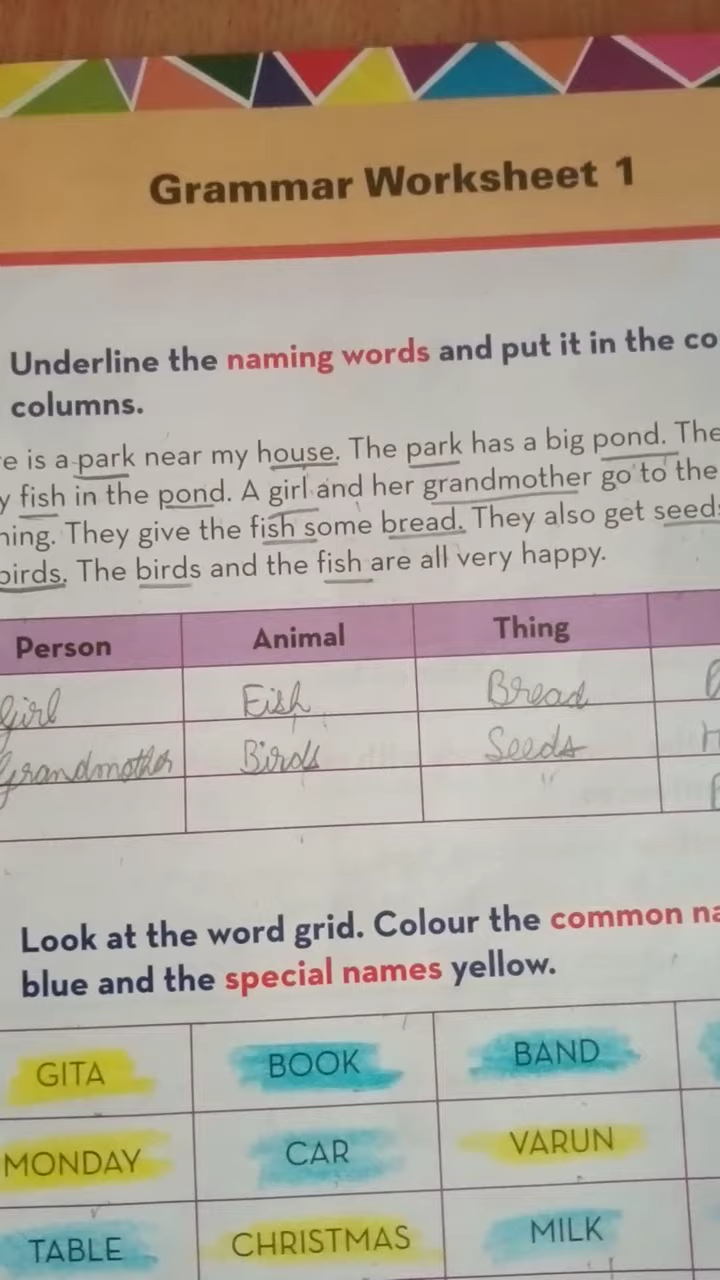 Grammar Worksheet 1
Underline the naming words and put it in the co
columns.
e is a park near my house. The park has a big pond. The
y fish in the pond. A girl and her grandmother go to the
ning. They give the fish some bread. They also get seeds
birds. The birds and the fish are all very happy.
Person Animal Thing
Girl Fish Bread
Grandmother Birds Seeds
Look at the word grid. Colour the common na
blue and the special names yellow.
GITA BOOK BAND
MONDAY CAR VARUN
TABLE CHRISTMAS MILK